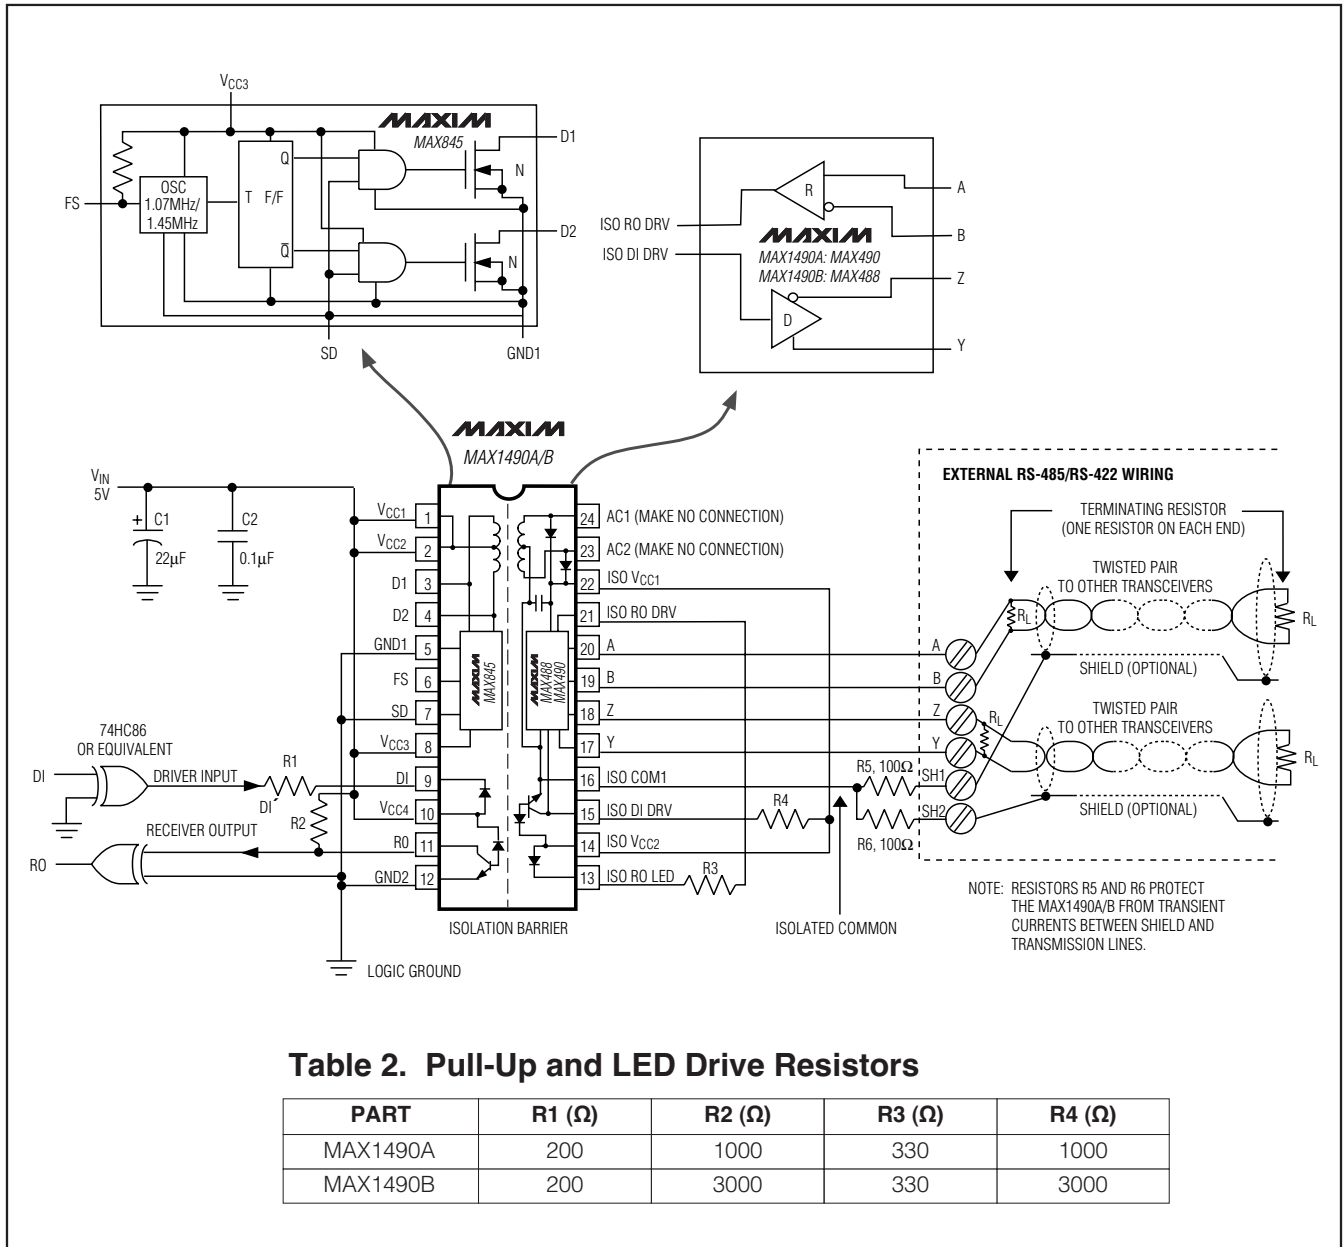 VCC3
MAXIM
MAX845
D1
Q
N
OSC
1.07MHz/
1.45MHz
T F/F
FS
D2
Q̅
N
SD
GND1
A
R
ISO RO DRV
B
MAXIM
ISO DI DRV
MAX1490A: MAX490
MAX1490B: MAX488
Z
D
Y
MAXIM
MAX1490A/B
VIN
5V
+ C1
22µF
C2
0.1µF
VCC1
1
VCC2
2
D1
3
D2
4
GND1
5
FS
6
SD
7
VCC3
8
DI
9
VCC4
10
RO
11
GND2
12
MAXIM
MAX845
MAXIM
MAX488
MAX490
24 AC1 (MAKE NO CONNECTION)
23 AC2 (MAKE NO CONNECTION)
22 ISO VCC1
21 ISO RO DRV
20 A
19 B
18 Z
17 Y
16 ISO COM1
15 ISO DI DRV
14 ISO VCC2
13 ISO RO LED
74HC86
OR EQUIVALENT
DI
DRIVER INPUT
R1
DI´
R2
RECEIVER OUTPUT
RO
ISOLATION BARRIER
LOGIC GROUND
R4
R3
ISOLATED COMMON
R5, 100Ω
R6, 100Ω
EXTERNAL RS-485/RS-422 WIRING
TERMINATING RESISTOR
(ONE RESISTOR ON EACH END)
TWISTED PAIR
TO OTHER TRANSCEIVERS
RL
RL
A
SHIELD (OPTIONAL)
B
Z
RL
TWISTED PAIR
TO OTHER TRANSCEIVERS
Y
RL
SH1
SH2
SHIELD (OPTIONAL)
NOTE: RESISTORS R5 AND R6 PROTECT
THE MAX1490A/B FROM TRANSIENT
CURRENTS BETWEEN SHIELD AND
TRANSMISSION LINES.
Table 2. Pull-Up and LED Drive Resistors
PART R1 (Ω) R2 (Ω) R3 (Ω) R4 (Ω)
MAX1490A 200 1000 330 1000
MAX1490B 200 3000 330 3000